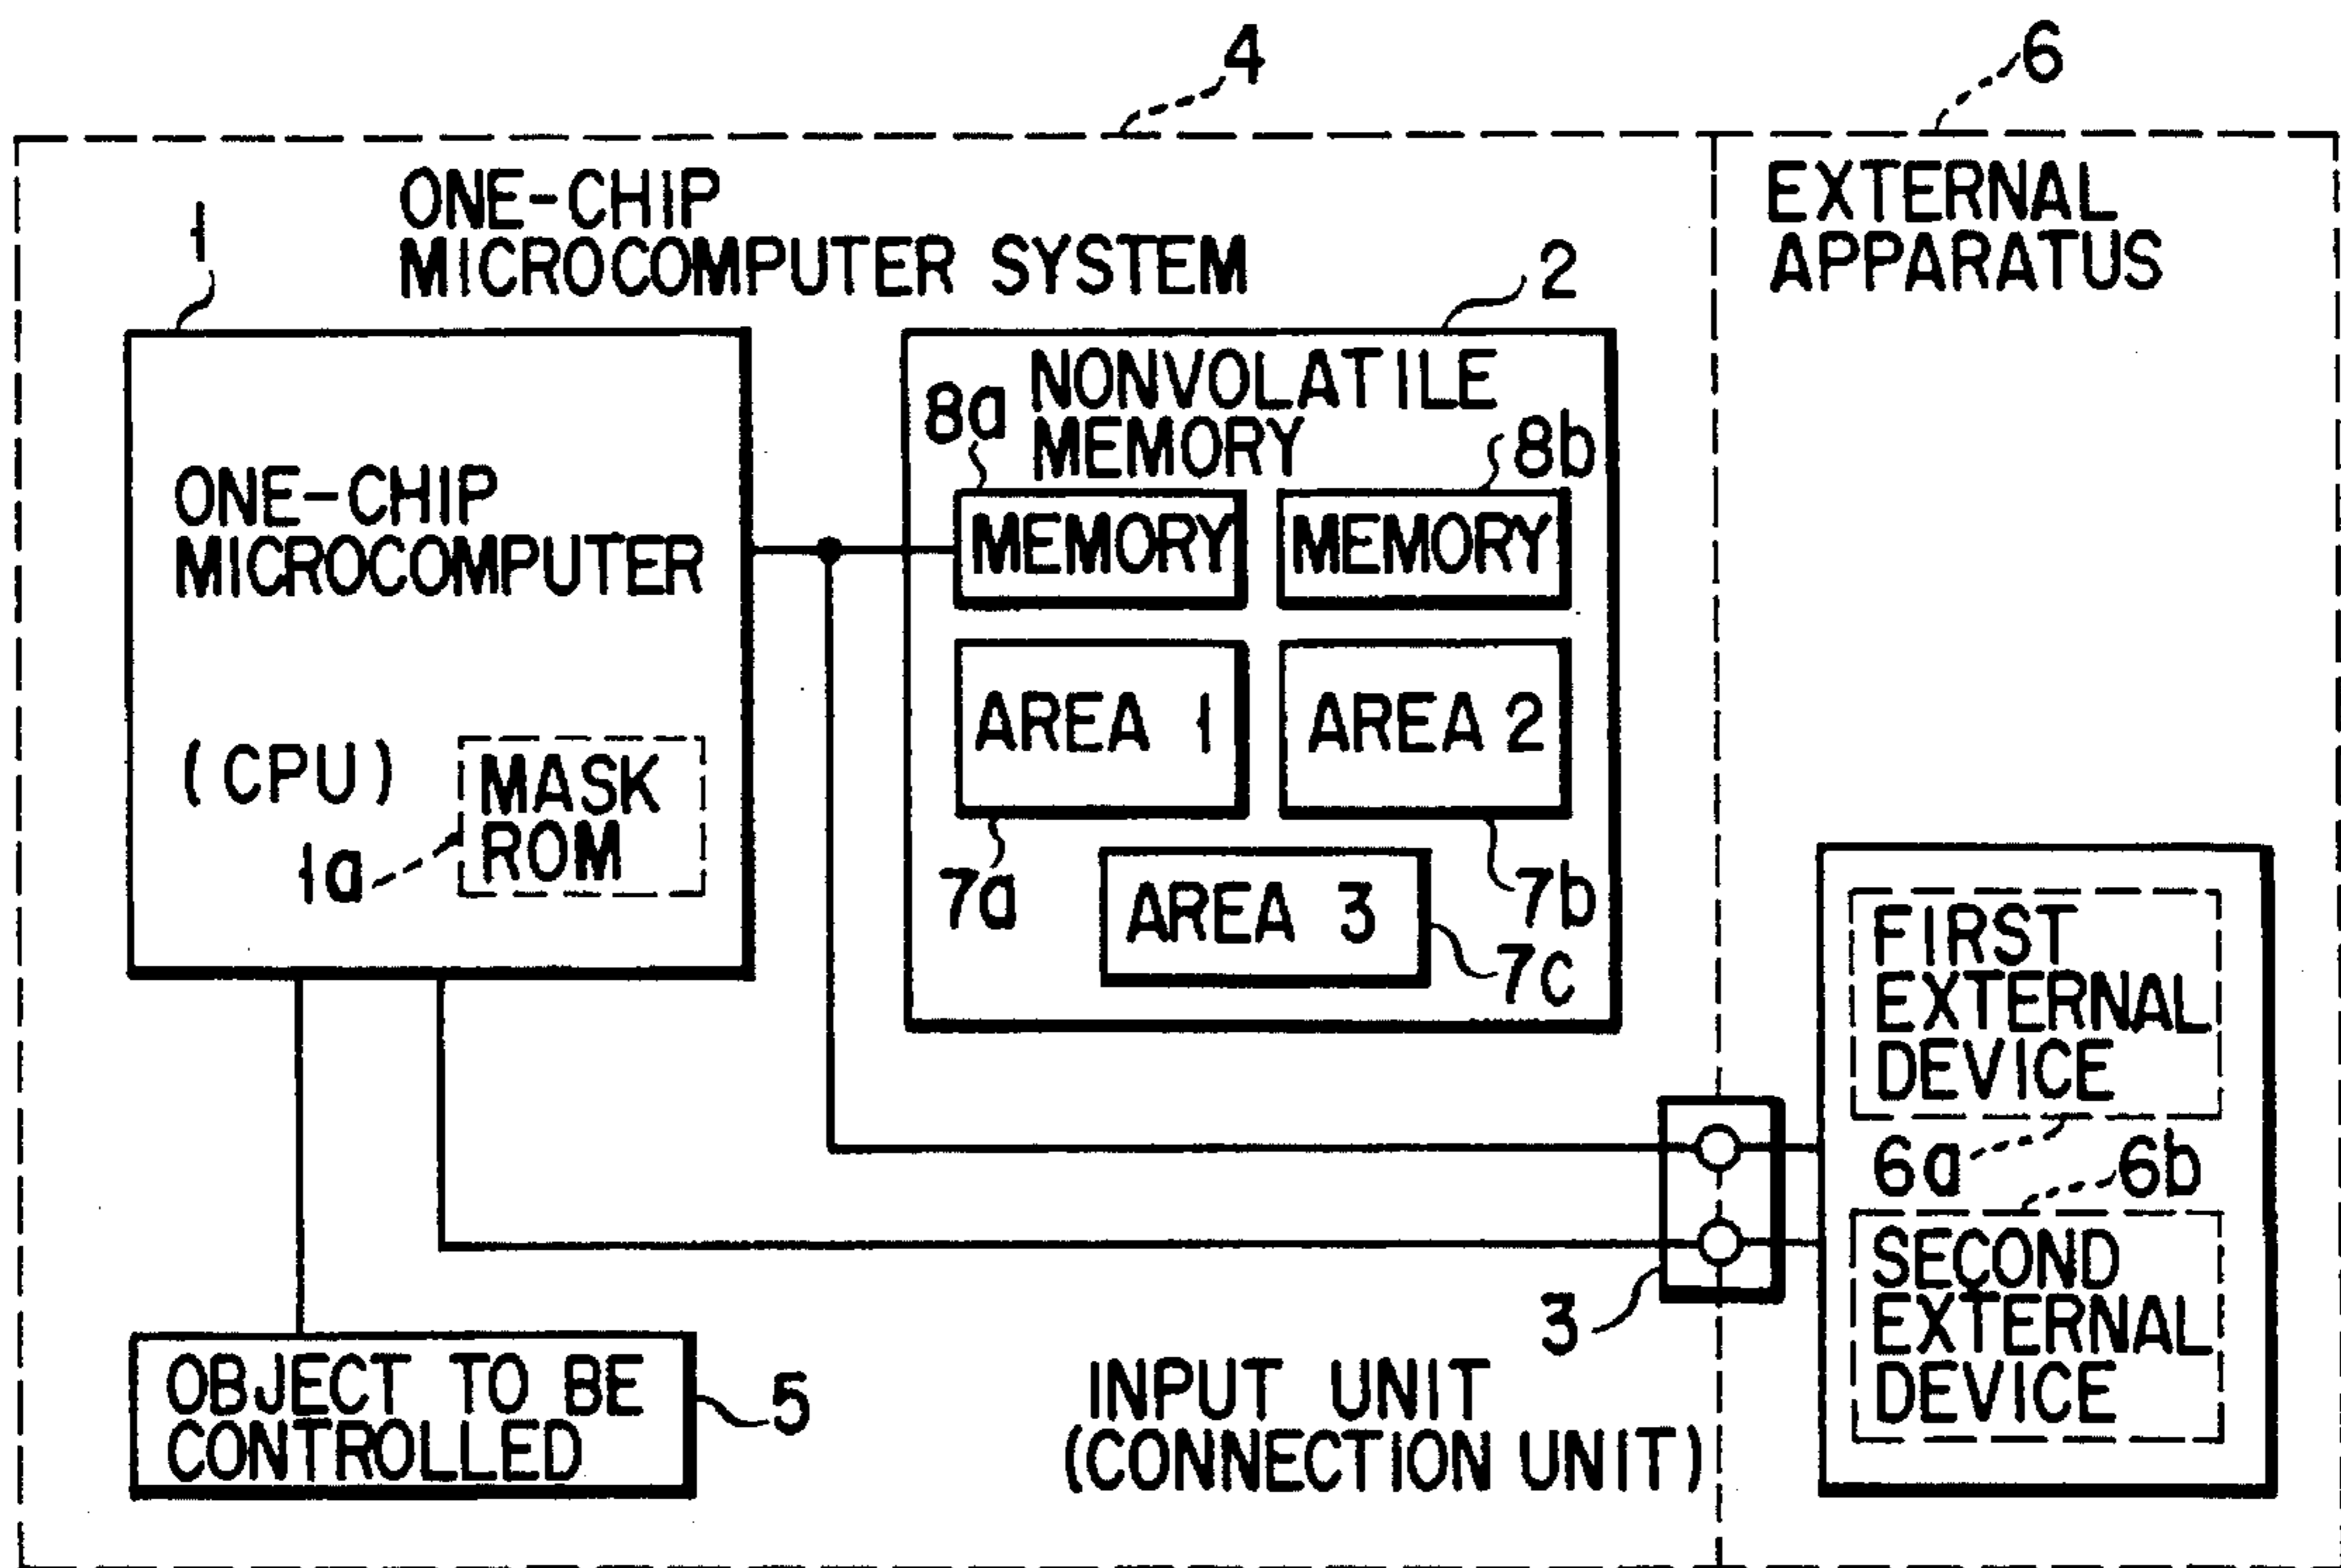 4
6
ONE-CHIP
MICROCOMPUTER SYSTEM
EXTERNAL
APPARATUS
1
2
ONE-CHIP
MICROCOMPUTER
(CPU)
MASK
ROM
1a
NONVOLATILE
MEMORY
8a
8b
MEMORY
MEMORY
AREA 1
AREA 2
7a
7b
AREA 3
7c
FIRST
EXTERNAL
DEVICE
6a
6b
SECOND
EXTERNAL
DEVICE
3
INPUT UNIT
(CONNECTION UNIT)
OBJECT TO BE
CONTROLLED
5